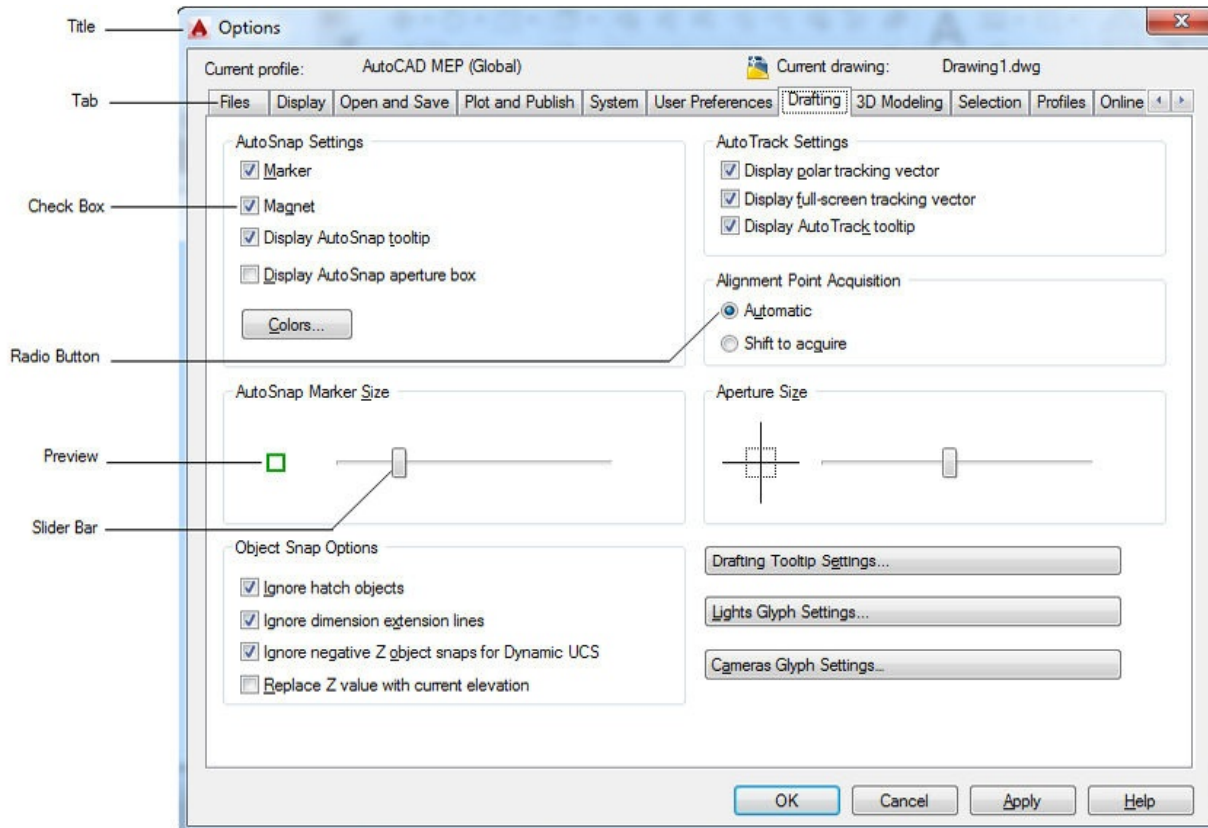 Title
Options
Current profile: AutoCAD MEP (Global) Current drawing: Drawing1.dwg
Tab
Files Display Open and Save Plot and Publish System User Preferences Drafting 3D Modeling Selection Profiles Online
AutoSnap Settings
Marker
Check Box
Magnet
Display AutoSnap tooltip
Display AutoSnap aperture box
Colors...
AutoTrack Settings
Display polar tracking vector
Display full-screen tracking vector
Display AutoTrack tooltip
Alignment Point Acquisition
Automatic
Shift to acquire
Radio Button
AutoSnap Marker Size
Preview
Slider Bar
Aperture Size
Object Snap Options
Ignore hatch objects
Ignore dimension extension lines
Ignore negative Z object snaps for Dynamic UCS
Replace Z value with current elevation
Drafting Tooltip Settings...
Lights Glyph Settings...
Cameras Glyph Settings...
OK Cancel Apply Help